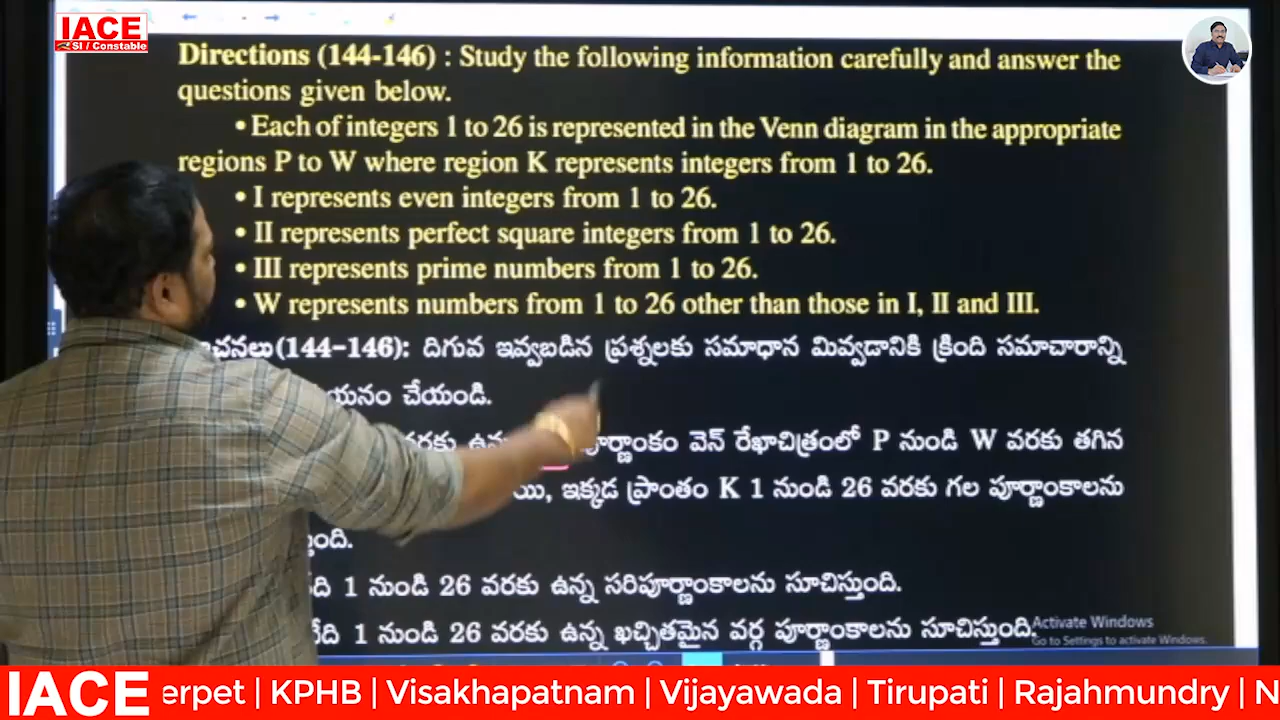 IACE
SI / Constable
Directions (144-146) : Study the following information carefully and answer the
questions given below.
• Each of integers 1 to 26 is represented in the Venn diagram in the appropriate
regions P to W where region K represents integers from 1 to 26.
• I represents even integers from 1 to 26.
• II represents perfect square integers from 1 to 26.
• III represents prime numbers from 1 to 26.
• W represents numbers from 1 to 26 other than those in I, II and III.
(144-146): దిగువ ఇవ్వబడిన ప్రశ్నలకు సమాధాన మివ్వడానికి క్రింది సమాచారాన్ని
చేయండి.
వెన్ రేఖాచిత్రంలో P నుండి W వరకు తగిన
ఇక్కడ ప్రాంతం K 1 నుండి 26 వరకు గల పూర్ణాంకాలను
1 నుండి 26 వరకు ఉన్న సరిపూర్ణాంకాలను సూచిస్తుంది.
1 నుండి 26 వరకు ఉన్న ఖచ్చితమైన వర్గ పూర్ణాంకాలను సూచిస్తుంది.
Activate Windows
Go to Settings to activate Windows.
IACE erpet | KPHB | Visakhapatnam | Vijayawada | Tirupati | Rajahmundry | N